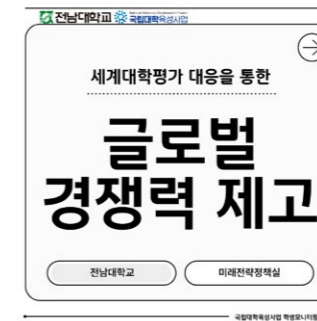 전남대학교 국립대학육성사업
세계대학평가 대응을 통한
글로벌
경쟁력 제고
전남대학교 미래전략정책실
국립대학육성사업 학생모니터링